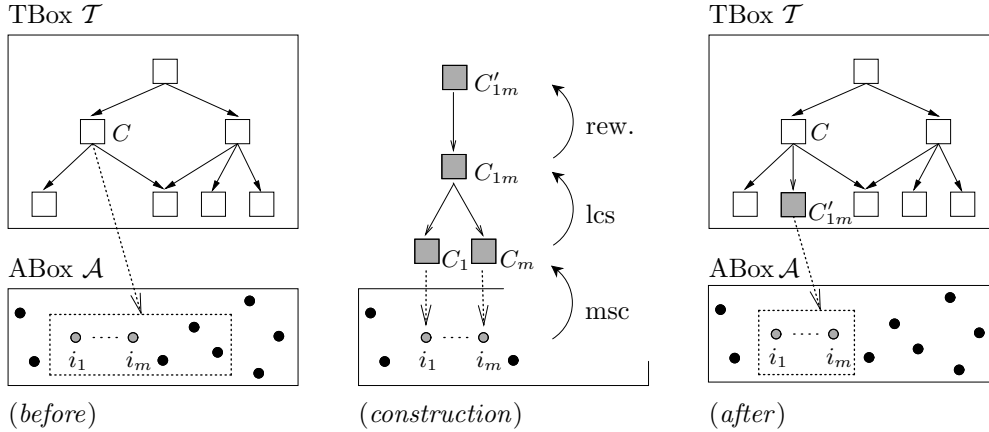 TBox 𝒯
C
ABox 𝒜
i₁ ..... iₘ
(before)
C′₁ₘ
rew.
C₁ₘ
lcs
C₁ Cₘ
msc
i₁ ..... iₘ
(construction)
TBox 𝒯
C
C′₁ₘ
ABox 𝒜
i₁ ..... iₘ
(after)